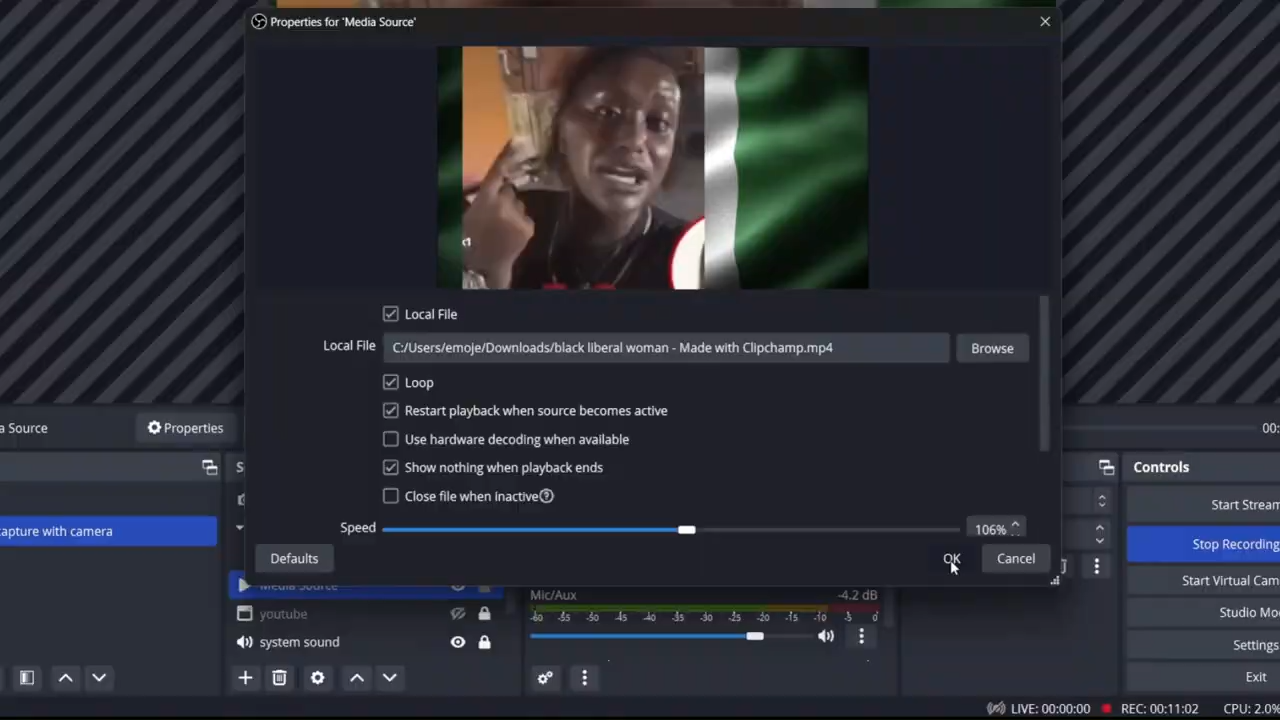 Properties for 'Media Source'
Local File
Local File C:/Users/emoje/Downloads/black liberal woman - Made with Clipchamp.mp4 Browse
Loop
Restart playback when source becomes active
Use hardware decoding when available
Show nothing when playback ends
Close file when inactive
Speed 106%
Defaults OK Cancel
a Source Properties 00:
S Controls
Start Stream
apture with camera Stop Recording
Start Virtual Cam
Media Source
Mic/Aux -4.2 dB
-60 -55 -50 -45 -40 -35 -30 -25 -20 -15 -10 -5 0
youtube Studio Mo
system sound Settings
Exit
LIVE: 00:00:00 REC: 00:11:02 CPU: 2.0%